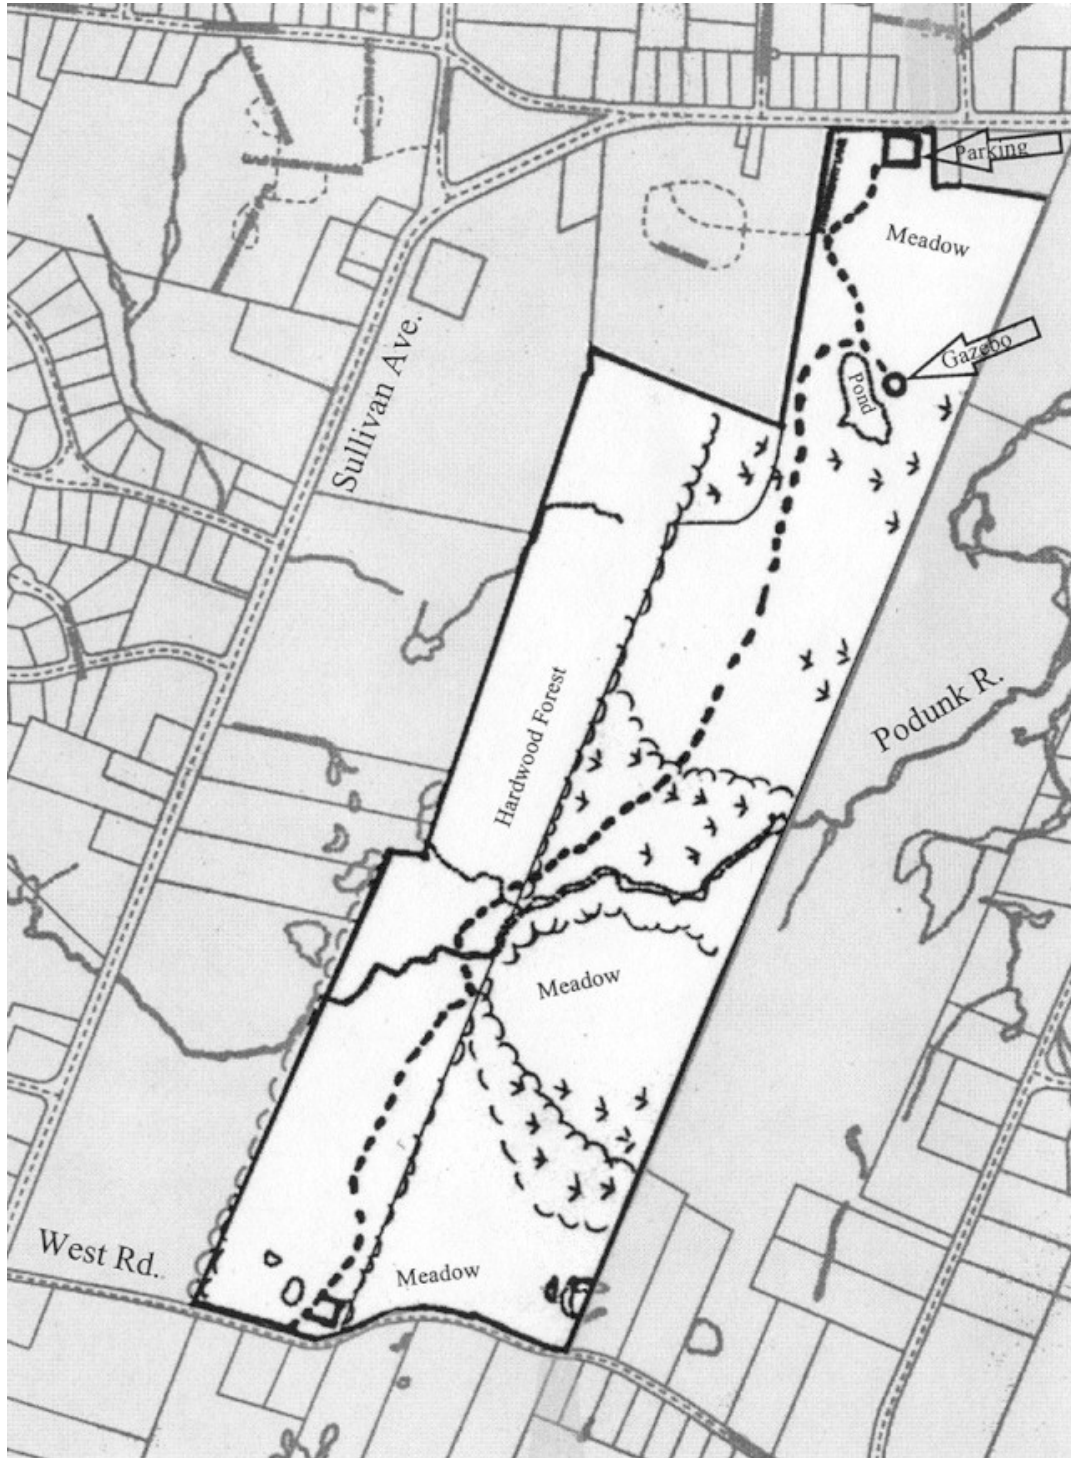 Parking
Meadow
Gazebo
Pond
Sullivan Ave.
Hardwood Forest
Podunk R.
Meadow
West Rd.
Meadow